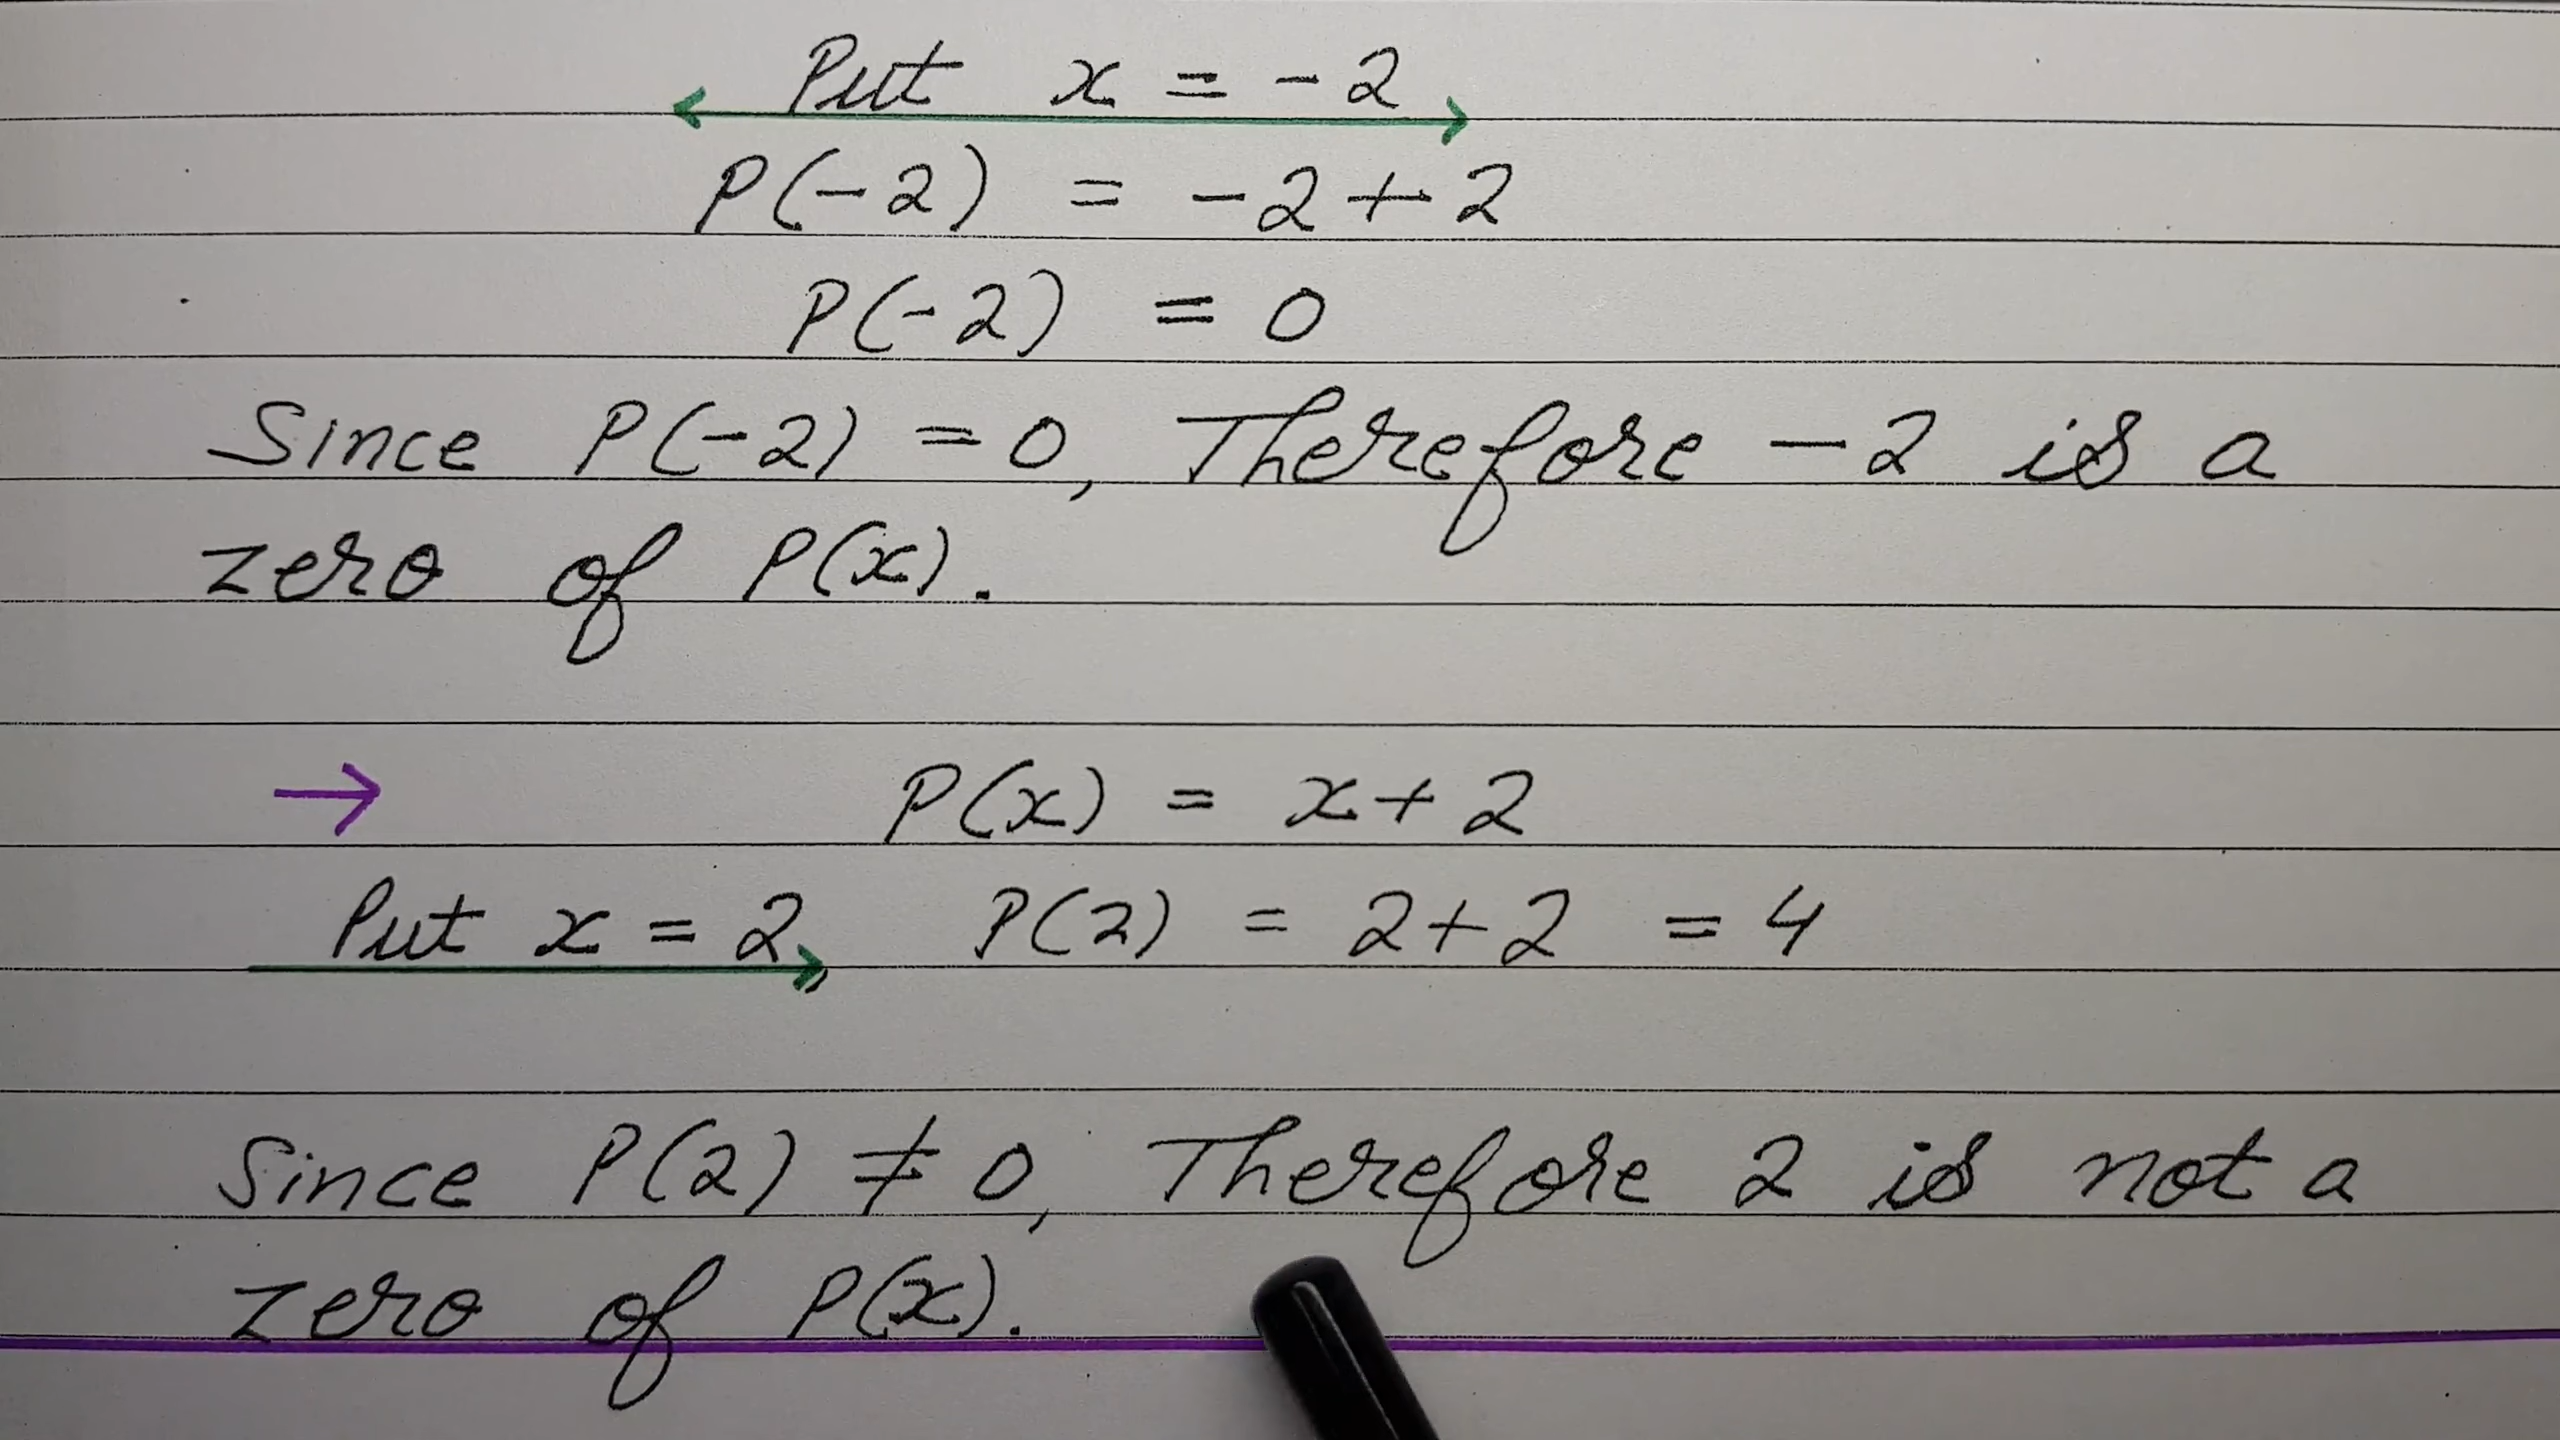 Put x = -2
P(-2) = -2+2
P(-2) = 0
Since P(-2) = 0, Therefore -2 is a
zero of P(x).
→ P(x) = x+2
Put x = 2, P(2) = 2+2 = 4
Since P(2) ≠ 0, Therefore 2 is not a
zero of P(x).